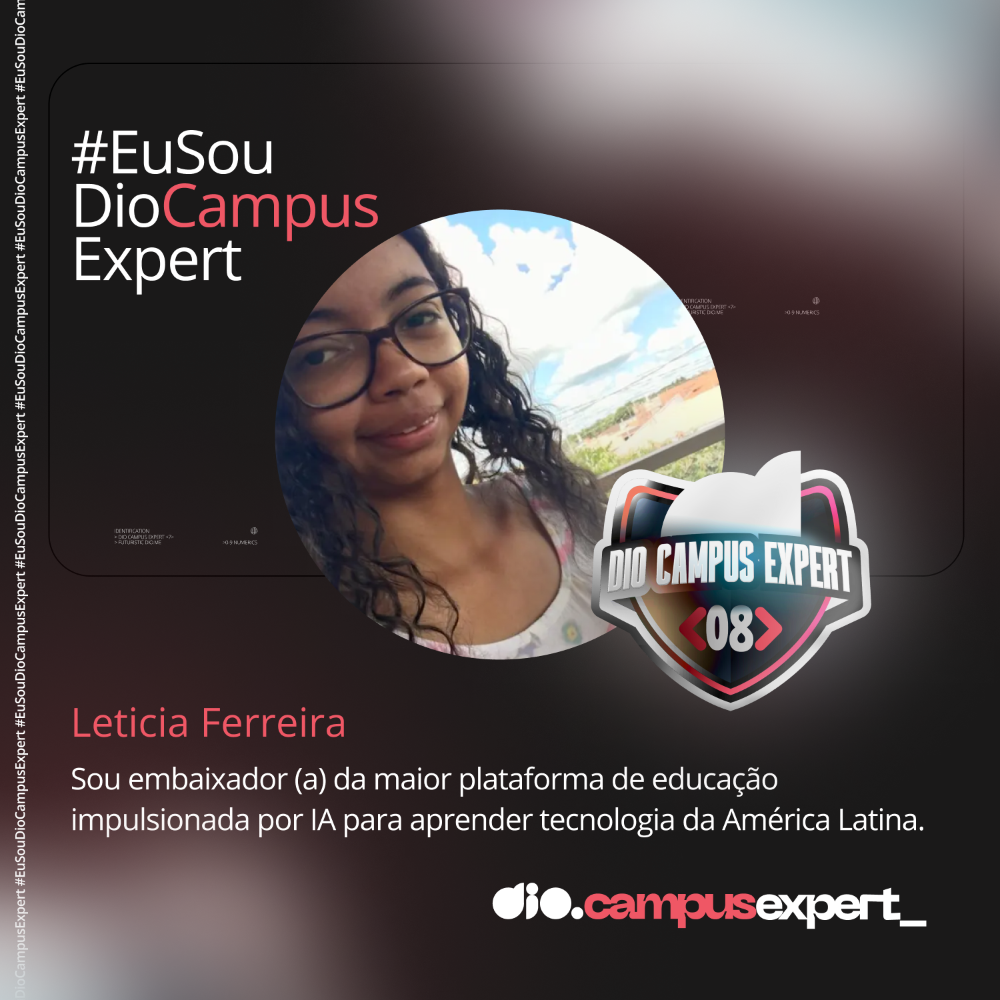 #EuSou
DioCampus
Expert
ENTIFICATION
O CAMPUS EXPERT <7>
URISTIC DIO.ME
>0-9 NUMERICS
IDENTIFICATION
> DIO CAMPUS EXPERT <7>
> FUTURISTIC DIO.ME
>0-9 NUMERICS
DIO CAMPUS EXPERT
<08>
Leticia Ferreira
Sou embaixador (a) da maior plataforma de educação
impulsionada por IA para aprender tecnologia da América Latina.
dio.campusexpert_
DioCampusExpert #EuSouDioCampusExpert #EuSouDioCampusExpert #EuSouDioCampusExpert #EuSouDioCampusExpert #EuSouDioCampusExpert #EuSouDioCam